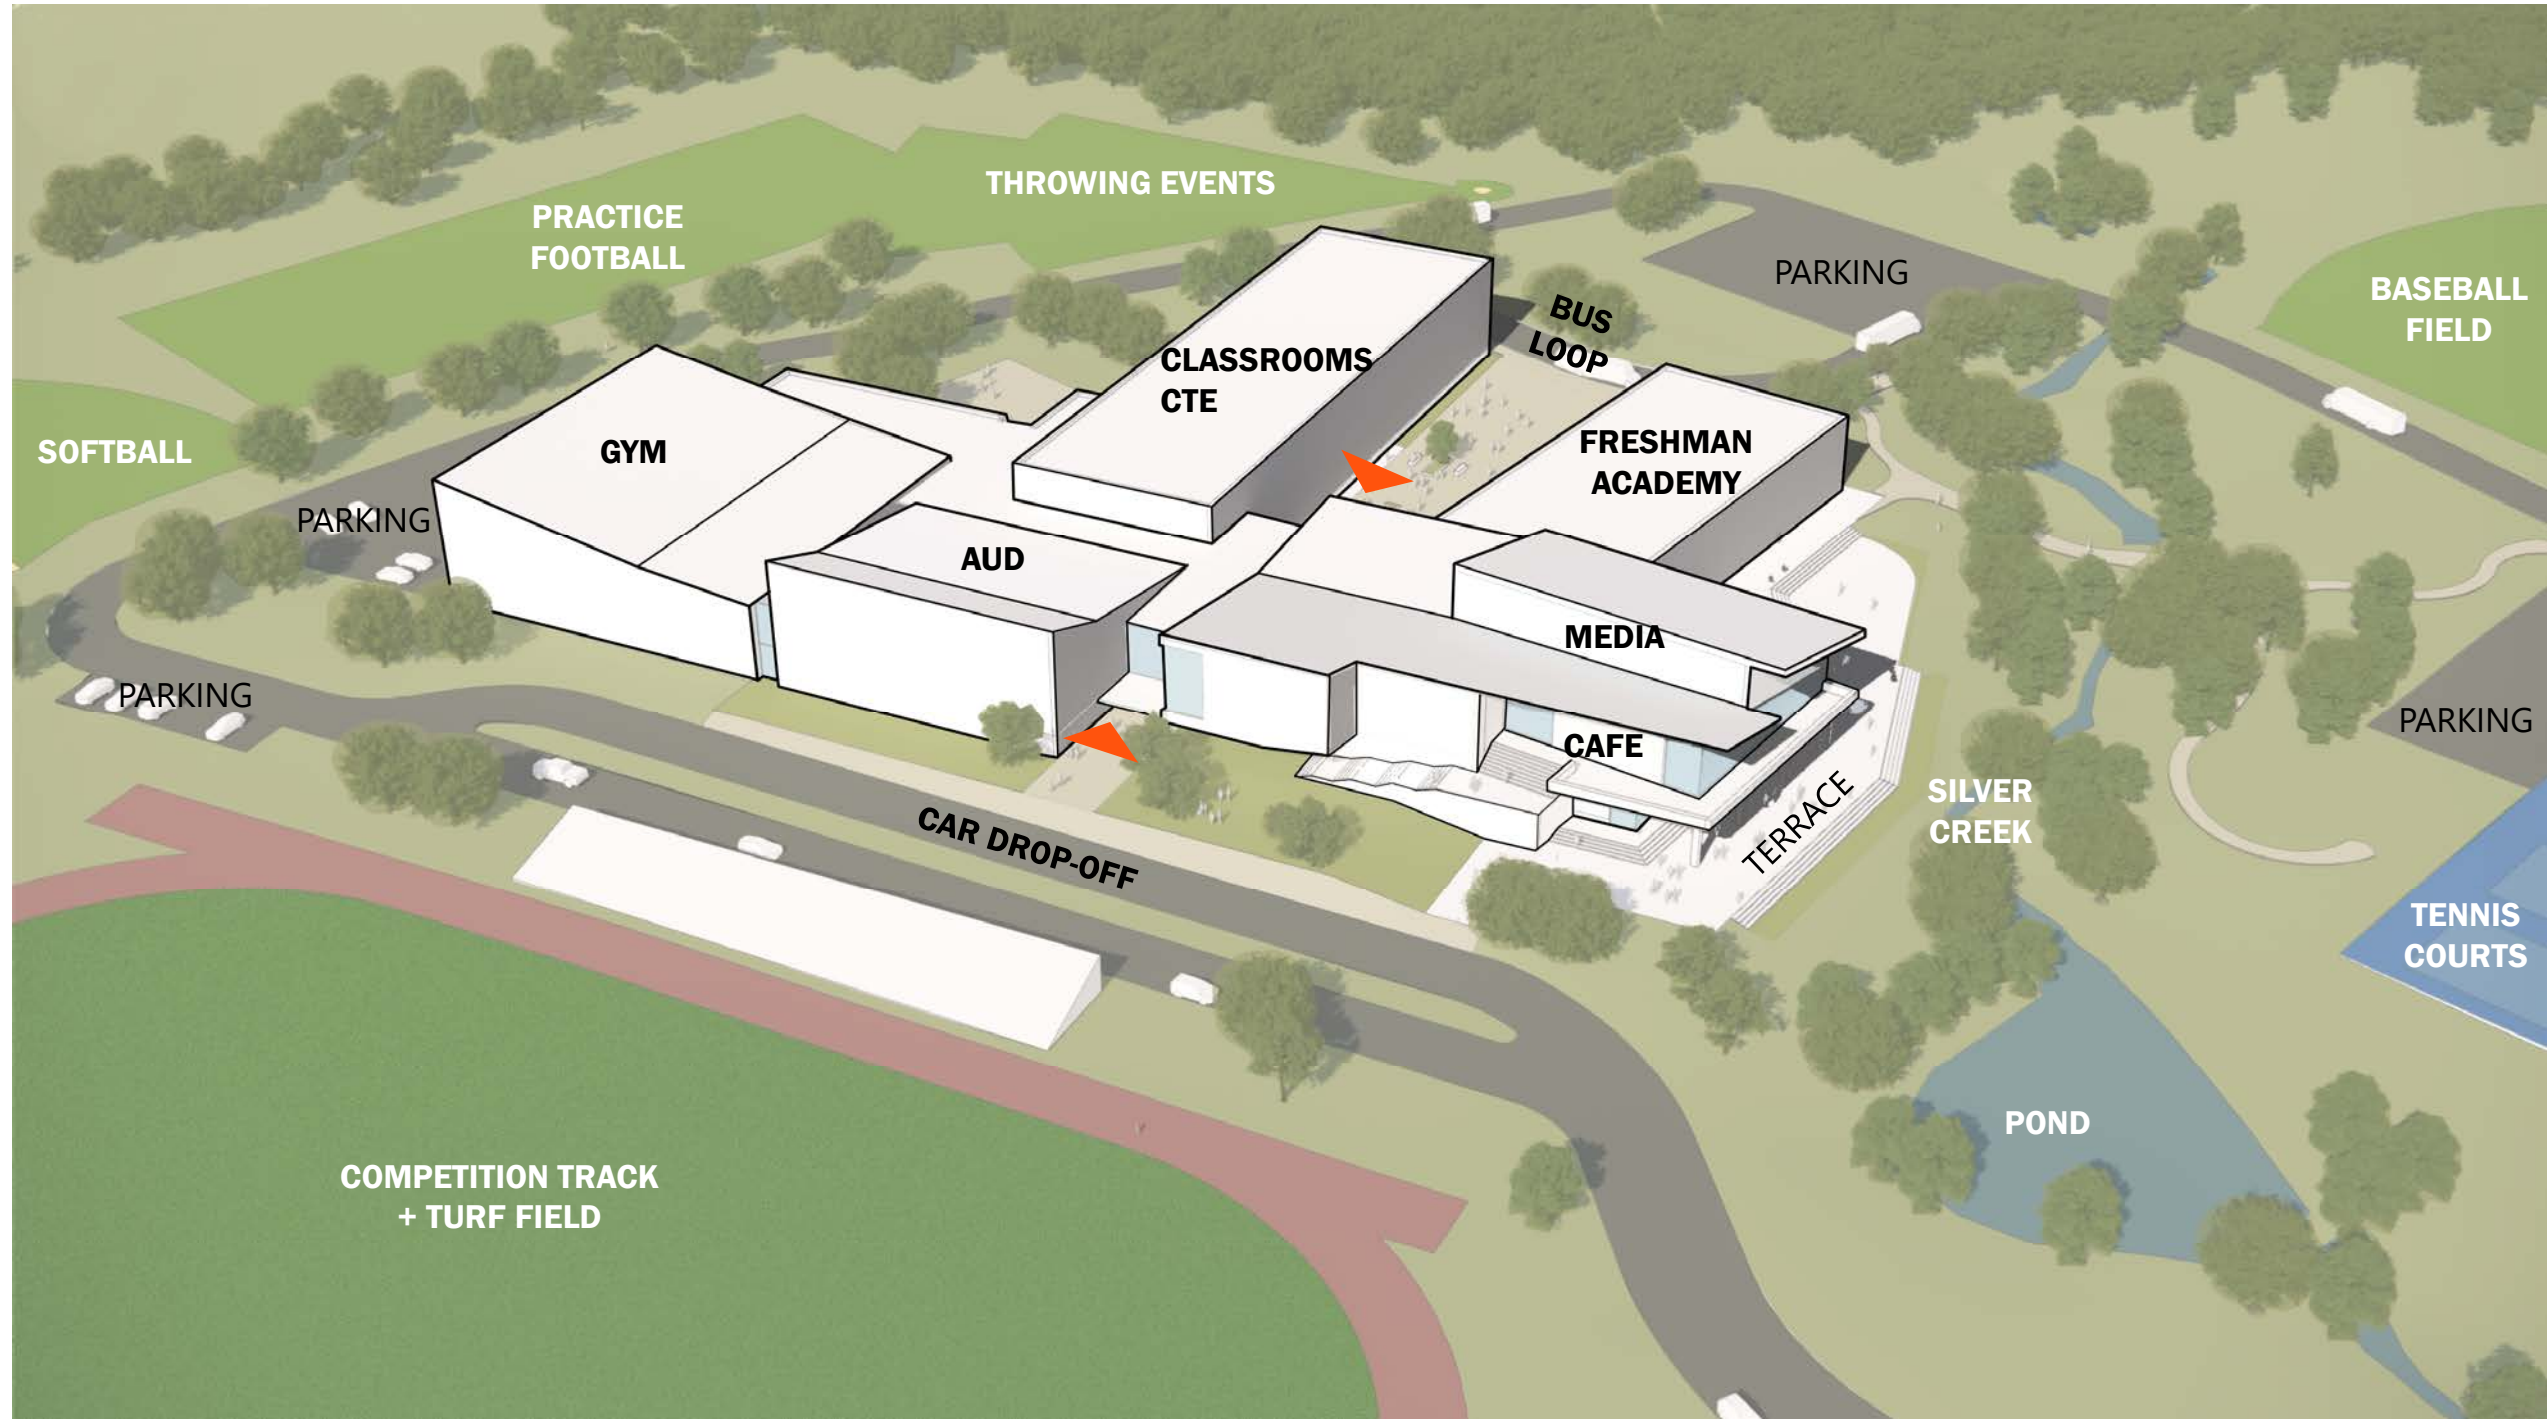 THROWING EVENTS
PRACTICE
FOOTBALL
PARKING
BASEBALL
FIELD
BUS
LOOP
CLASSROOMS
CTE
SOFTBALL
GYM
FRESHMAN
ACADEMY
PARKING
AUD
MEDIA
PARKING
PARKING
CAFE
TERRACE
SILVER
CREEK
CAR DROP-OFF
TENNIS
COURTS
POND
COMPETITION TRACK
+ TURF FIELD